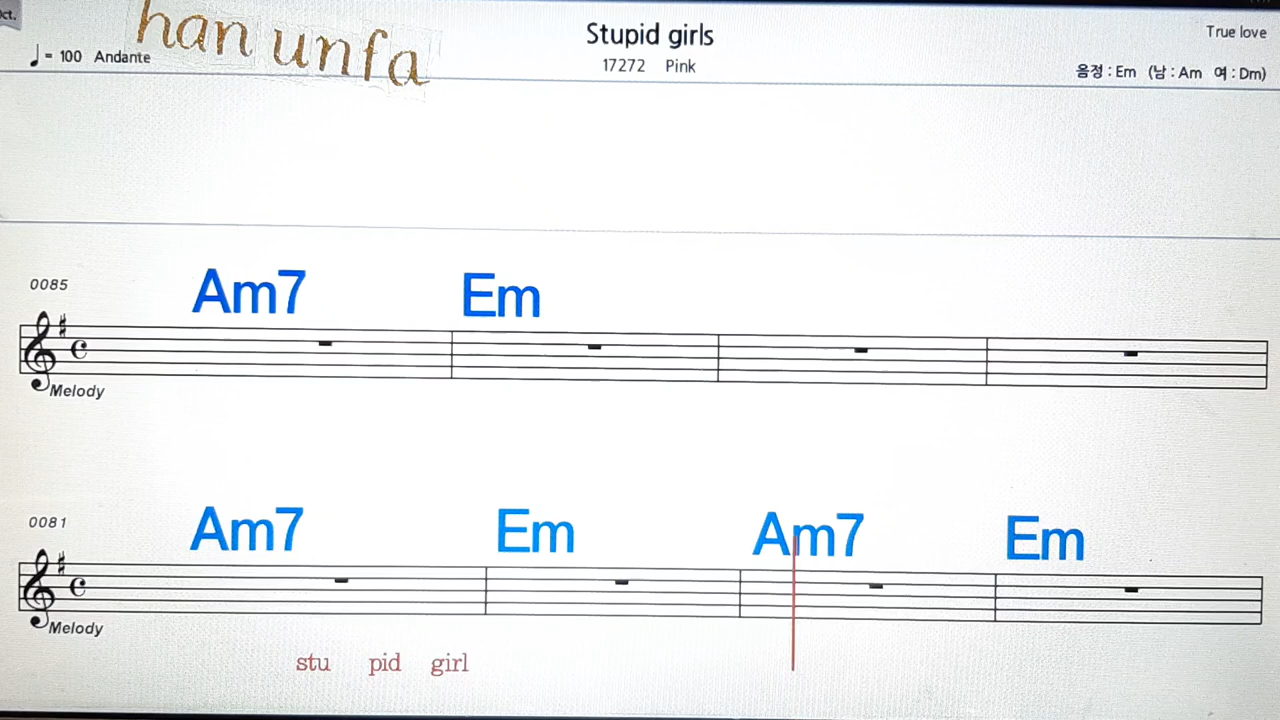 ct.
han unfa
Stupid girls
True love
♩= 100 Andante
17272 Pink
음정 : Em (남 : Am 여 : Dm)
0085
Am7 Em
Melody
0081
Am7 Em Am7 Em
Melody
stu pid girl